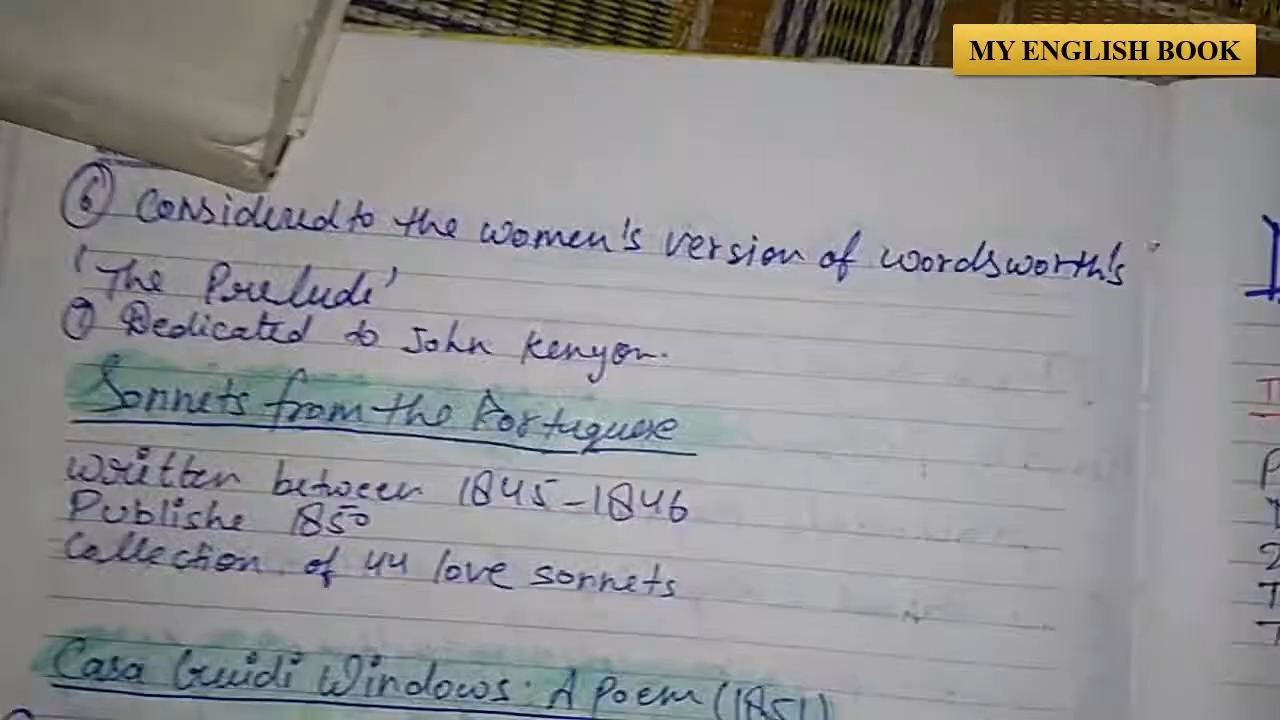 MY ENGLISH BOOK
⑥ Considered to the women's version of wordsworth's
'The Prelude'
⑦ Dedicated to John Kenyon.
Sonnets from the Portuguese
written between 1845-1846
Publishe 1850
Collection of 44 love sonnets
Casa Guidi Windows: A Poem (1851)